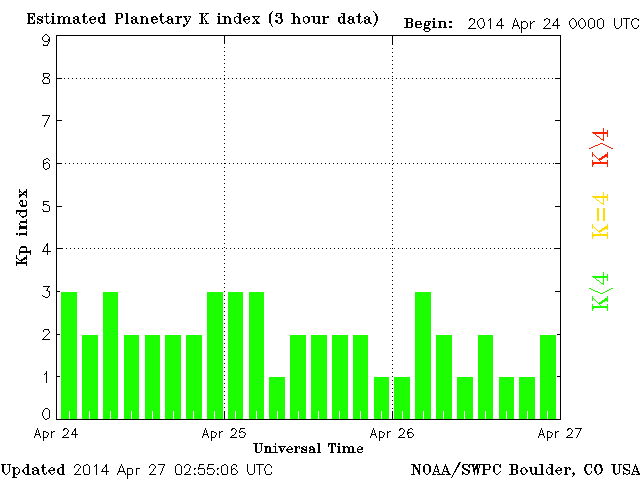 Estimated Planetary K index (3 hour data) Begin: 2014 Apr 24 0000 UTC
9
8
7
6
5
4
3
2
1
0
Kp index
Apr 24 Apr 25 Apr 26 Apr 27
Universal Time
K>4
K=4
K<4
Updated 2014 Apr 27 02:55:06 UTC NOAA/SWPC Boulder, CO USA